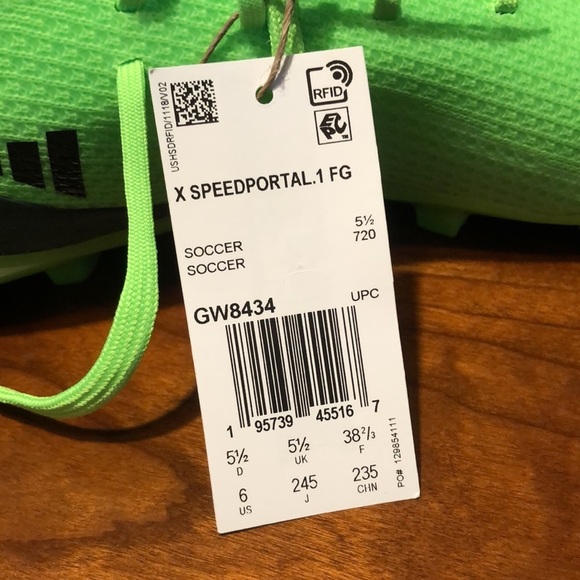 USHSDRFID/1118/V02
RFID
EPC™
X SPEEDPORTAL.1 FG
5½
SOCCER 720
SOCCER
GW8434 UPC
1 95739 45516 7
5½ 5½ 38²/₃
D UK F
6 245 235
US J CHN
PO# 129854111